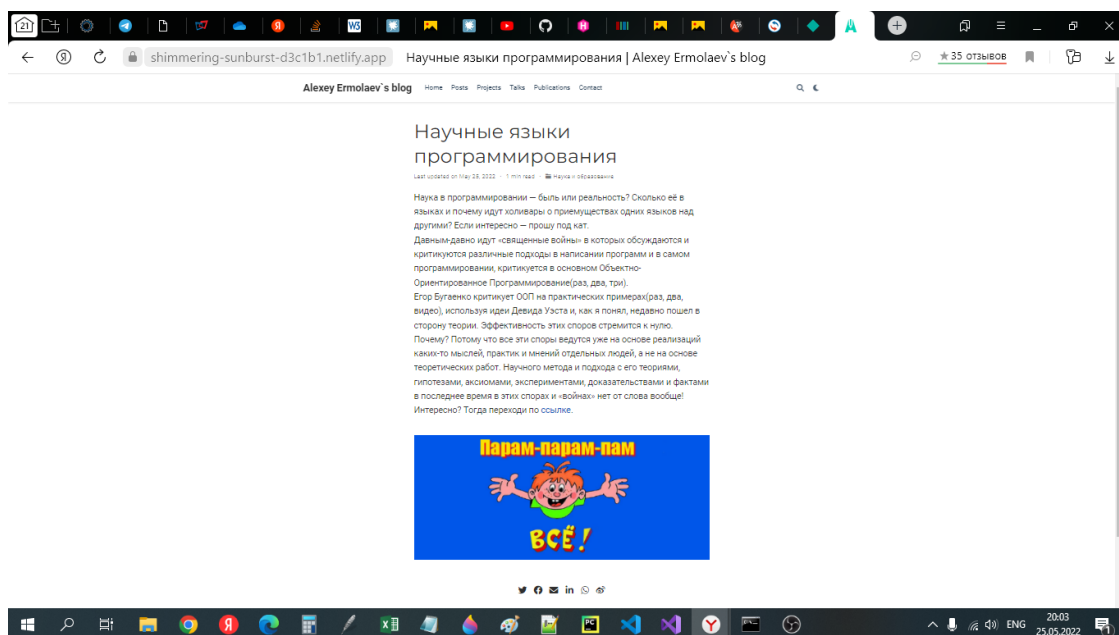 21
W3
shimmering-sunburst-d3c1b1.netlify.app Научные языки программирования | Alexey Ermolaev`s blog
★35 отзывов
Alexey Ermolaev`s blog Home Posts Projects Talks Publications Contact
Научные языки
программирования
Last updated on May 25, 2022 · 1 min read · Наука и образование
Наука в программировании — быль или реальность? Сколько её в
языках и почему идут холивары о приемуществах одних языков над
другими? Если интересно — прошу под кат.
Давным-давно идут «священные войны» в которых обсуждаются и
критикуются различные подходы в написании программ и в самом
программировании, критикуется в основном Объектно-
Ориентированное Программирование(раз, два, три).
Егор Бугаенко критикует ООП на практических примерах(раз, два,
видео), используя идеи Девида Уэста и, как я понял, недавно пошел в
сторону теории. Эффективность этих споров стремится к нулю.
Почему? Потому что все эти споры ведутся уже на основе реализаций
каких-то мыслей, практик и мнений отдельных людей, а не на основе
теоретических работ. Научного метода и подхода с его теориями,
гипотезами, аксиомами, экспериментами, доказательствами и фактами
в последнее время в этих спорах и «войнах» нет от слова вообще!
Интересно? Тогда переходи по ссылке.
Парам-парам-пам
ВСЁ!
ENG
20:03
25.05.2022